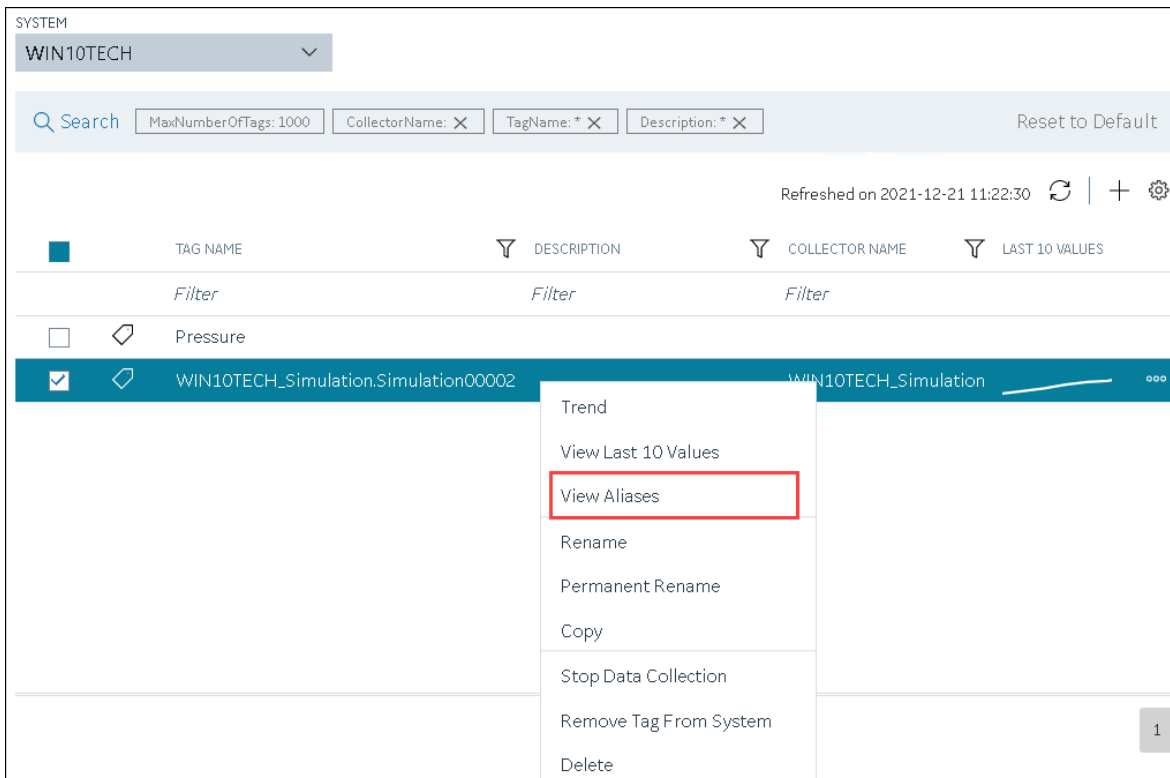 SYSTEM
WIN10TECH
Search MaxNumberOfTags: 1000 CollectorName: TagName: * Description: * Reset to Default
Refreshed on 2021-12-21 11:22:30
TAG NAME DESCRIPTION COLLECTOR NAME LAST 10 VALUES
Filter Filter Filter
Pressure
WIN10TECH_Simulation.Simulation00002 WIN10TECH_Simulation
Trend
View Last 10 Values
View Aliases
Rename
Permanent Rename
Copy
Stop Data Collection
Remove Tag From System
1
Delete